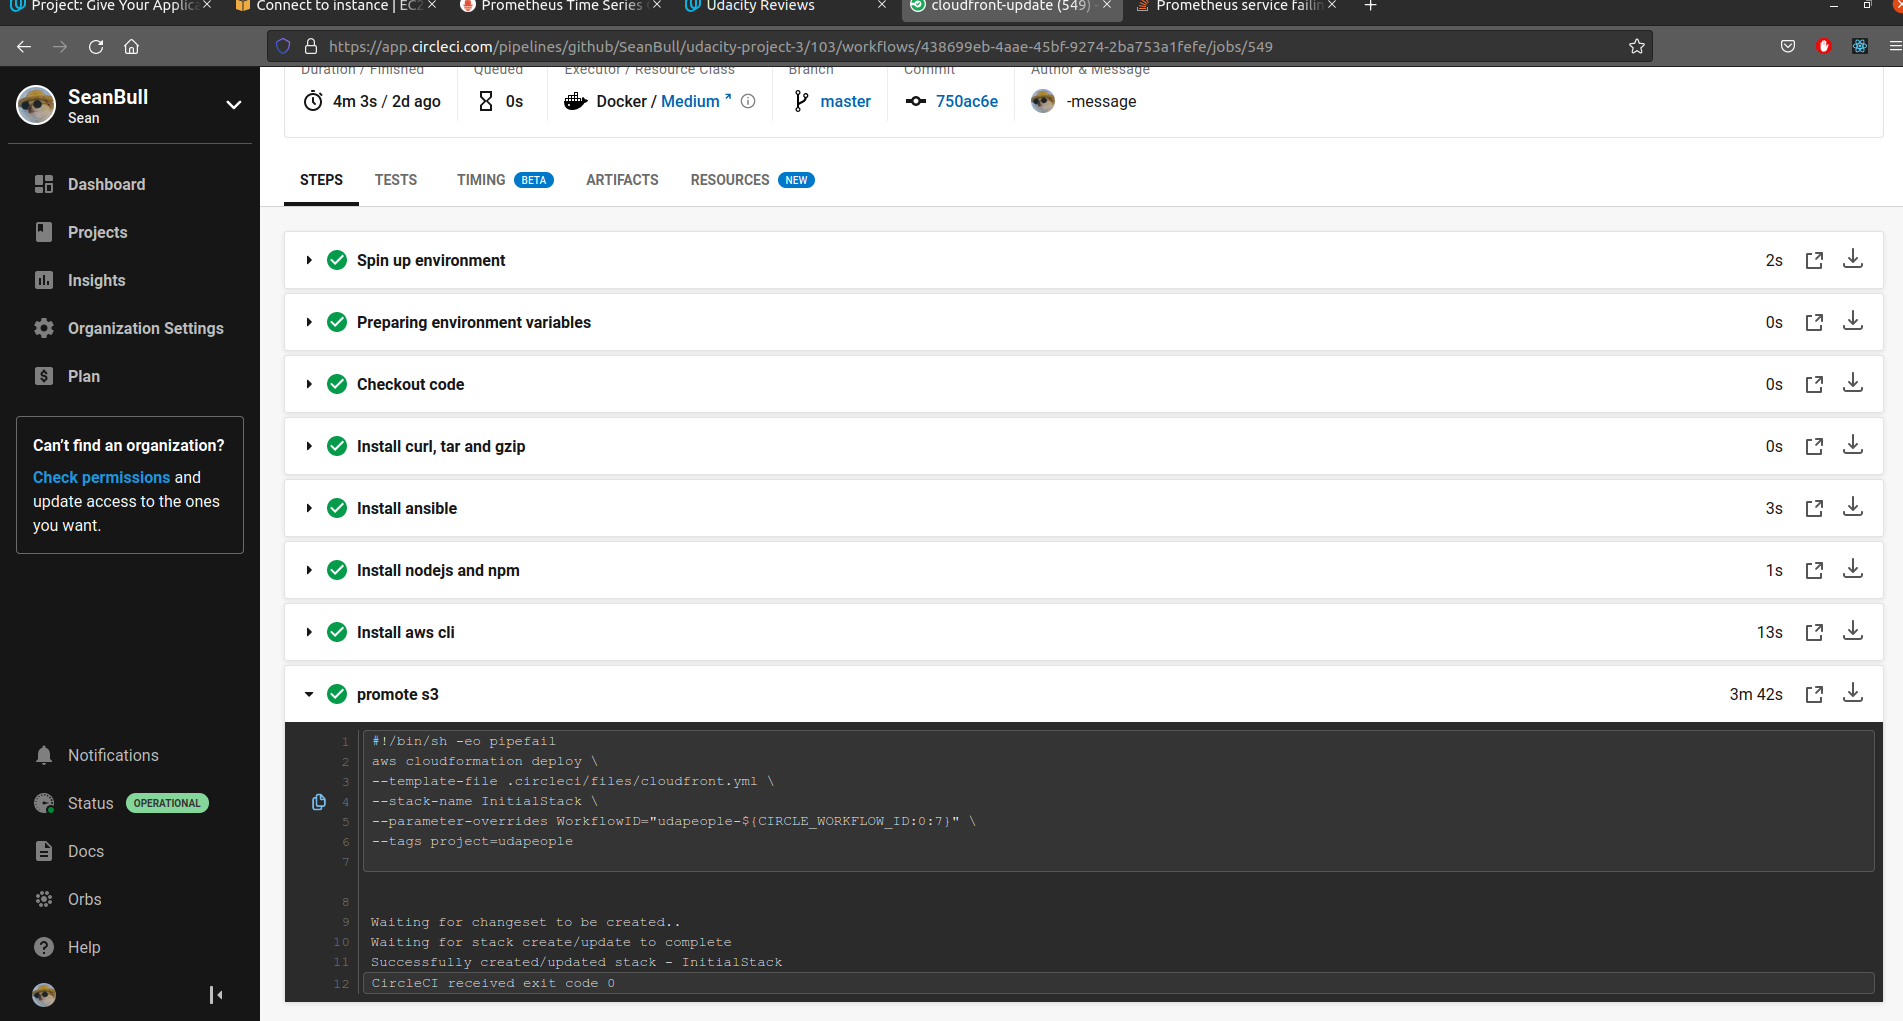 Project: Give Your Applica
Connect to instance | EC2
Prometheus Time Series
Udacity Reviews
cloudfront-update (549) -
Prometheus service failin
https://app.circleci.com/pipelines/github/SeanBull/udacity-project-3/103/workflows/438699eb-4aae-45bf-9274-2ba753a1fefe/jobs/549
SeanBull
Sean
Dashboard
Projects
Insights
Organization Settings
Plan
Can't find an organization?
Check permissions and
update access to the ones
you want.
Notifications
Status OPERATIONAL
Docs
Orbs
Help
Duration / Finished
4m 3s / 2d ago
Queued
0s
Executor / Resource Class
Docker / Medium
Branch
master
Commit
750ac6e
Author & Message
-message
STEPS TESTS TIMING BETA ARTIFACTS RESOURCES NEW
Spin up environment 2s
Preparing environment variables 0s
Checkout code 0s
Install curl, tar and gzip 0s
Install ansible 3s
Install nodejs and npm 1s
Install aws cli 13s
promote s3 3m 42s
1 #!/bin/sh -eo pipefail
2 aws cloudformation deploy \
3 --template-file .circleci/files/cloudfront.yml \
4 --stack-name InitialStack \
5 --parameter-overrides WorkflowID="udapeople-${CIRCLE_WORKFLOW_ID:0:7}" \
6 --tags project=udapeople
7
8
9 Waiting for changeset to be created..
10 Waiting for stack create/update to complete
11 Successfully created/updated stack - InitialStack
12 CircleCI received exit code 0